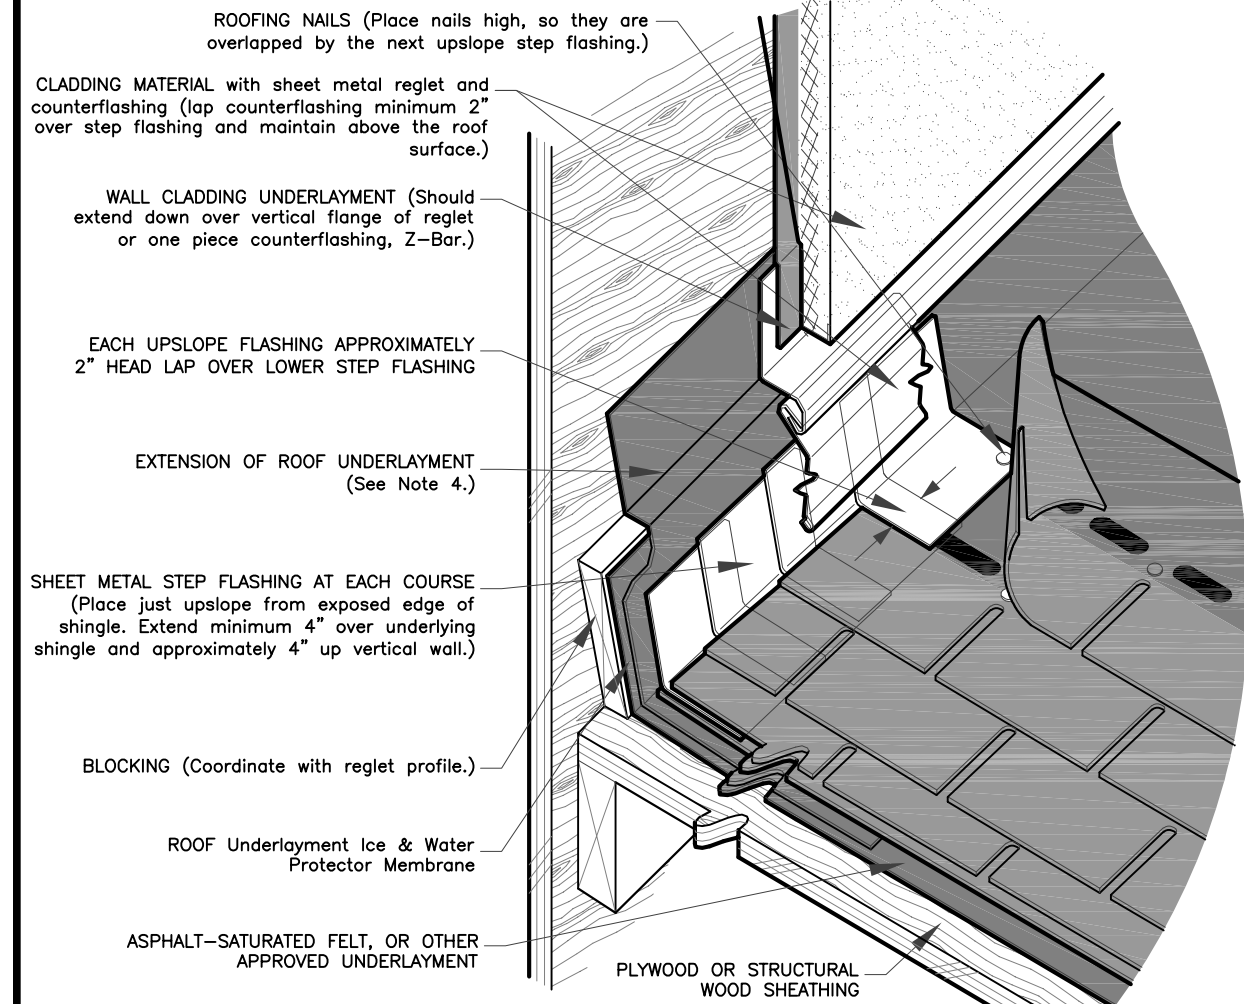 ROOFING NAILS (Place nails high, so they are
overlapped by the next upslope step flashing.)
CLADDING MATERIAL with sheet metal reglet and
counterflashing (lap counterflashing minimum 2"
over step flashing and maintain above the roof
surface.)
WALL CLADDING UNDERLAYMENT (Should
extend down over vertical flange of reglet
or one piece counterflashing, Z-Bar.)
EACH UPSLOPE FLASHING APPROXIMATELY
2" HEAD LAP OVER LOWER STEP FLASHING
EXTENSION OF ROOF UNDERLAYMENT
(See Note 4.)
SHEET METAL STEP FLASHING AT EACH COURSE
(Place just upslope from exposed edge of
shingle. Extend minimum 4" over underlying
shingle and approximately 4" up vertical wall.)
BLOCKING (Coordinate with reglet profile.)
ROOF Underlayment Ice & Water
Protector Membrane
ASPHALT-SATURATED FELT, OR OTHER
APPROVED UNDERLAYMENT
PLYWOOD OR STRUCTURAL
WOOD SHEATHING